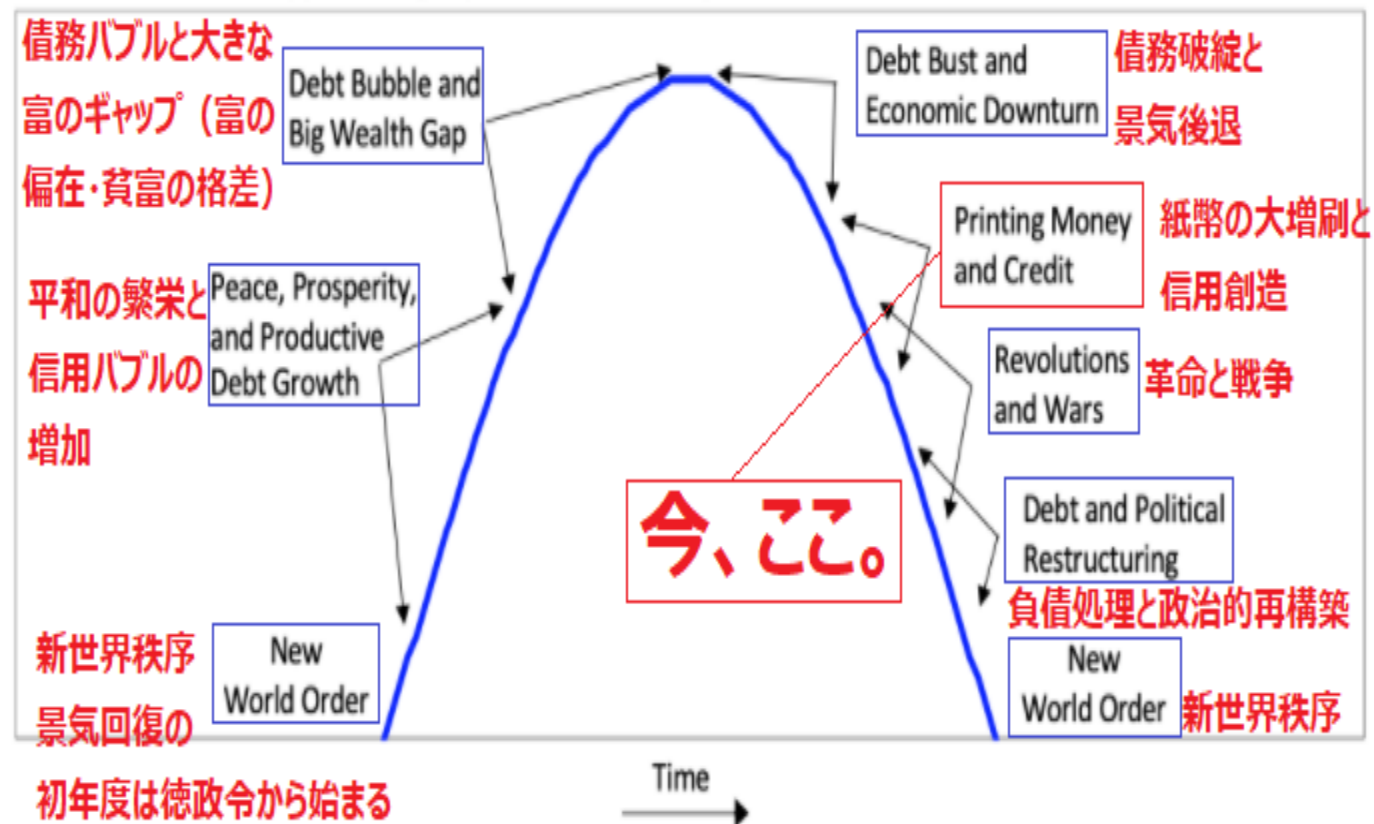 債務バブルと大きな
富のギャップ（富の
偏在・貧富の格差）
Debt Bubble and
Big Wealth Gap
Debt Bust and
Economic Downturn
債務破綻と
景気後退
Printing Money
and Credit
紙幣の大増刷と
信用創造
平和の繁栄と
信用バブルの
増加
Peace, Prosperity,
and Productive
Debt Growth
Revolutions
and Wars
革命と戦争
今、ここ。
Debt and Political
Restructuring
負債処理と政治的再構築
新世界秩序
景気回復の
初年度は徳政令から始まる
New
World Order
New
World Order
新世界秩序
Time